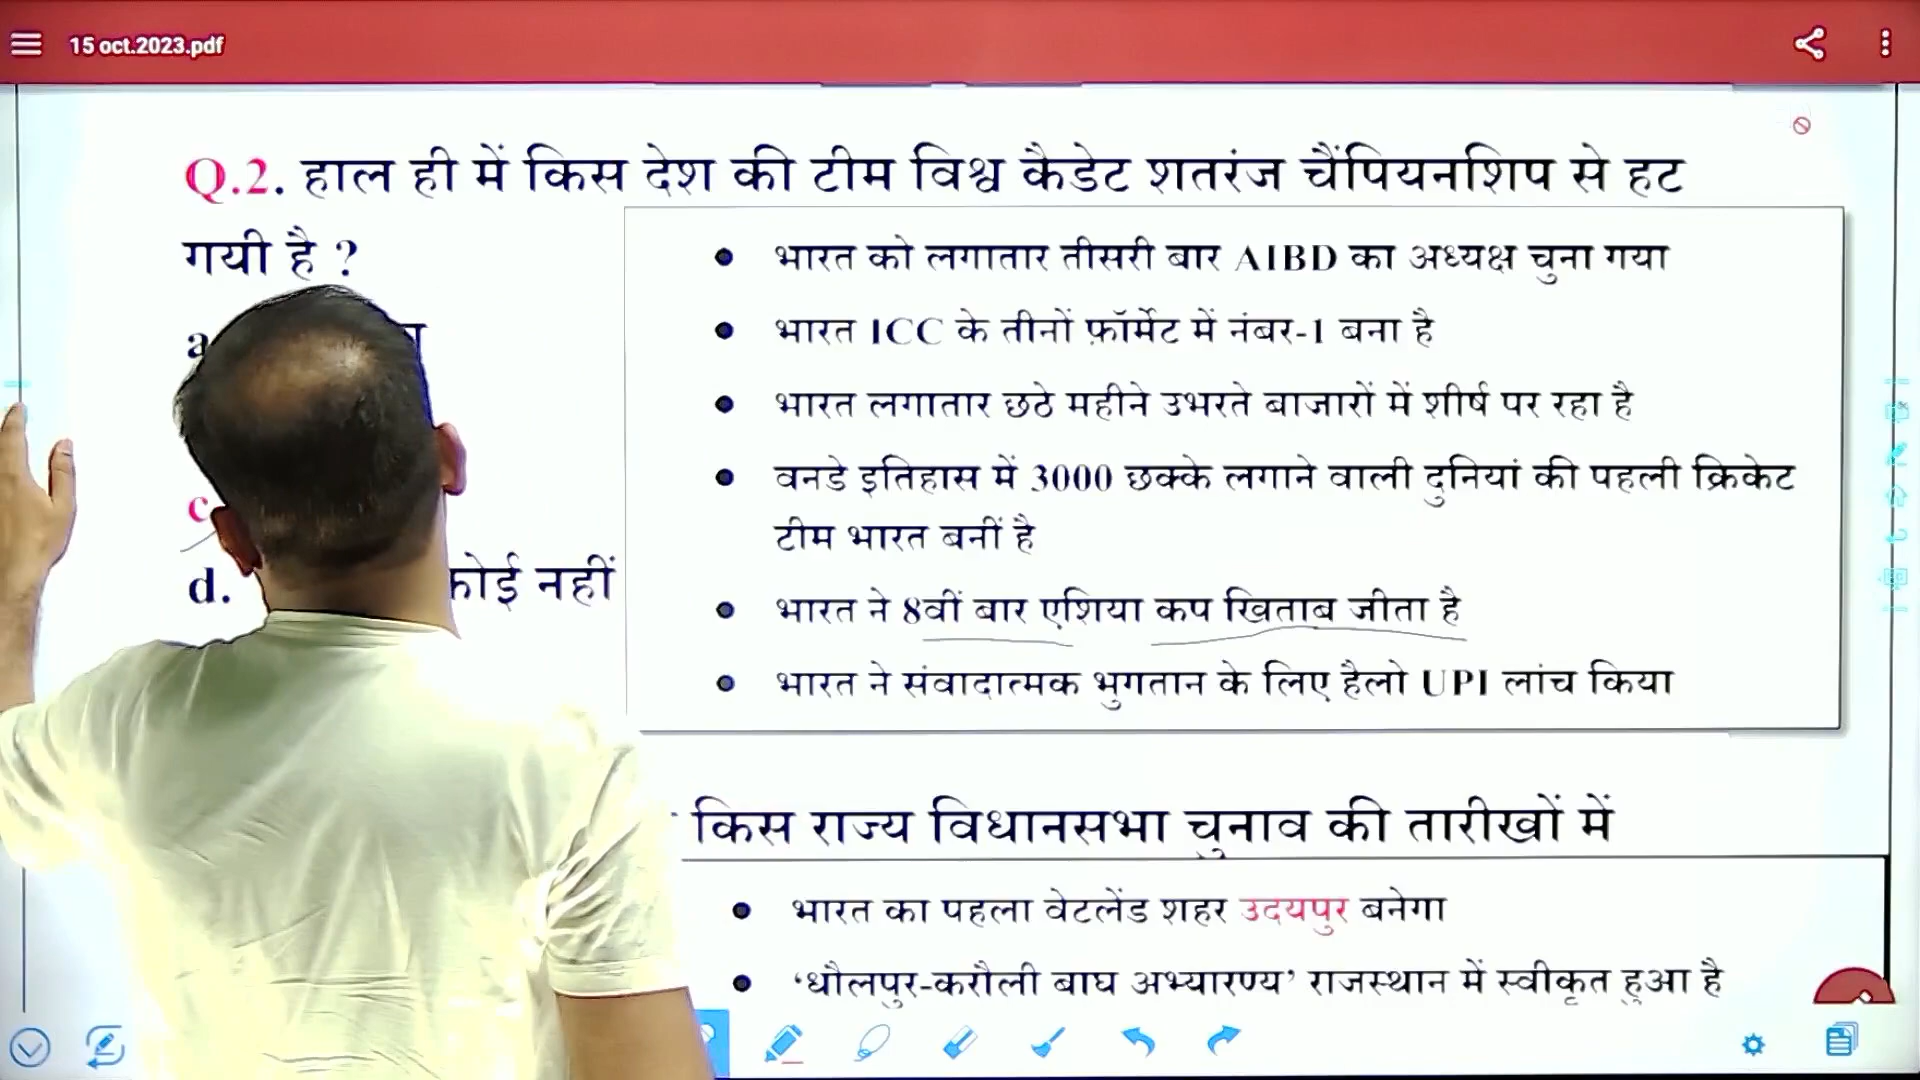 15 oct.2023.pdf
Q.2. हाल ही में किस देश की टीम विश्व कैडेट शतरंज चैंपियनशिप से हट
गयी है ?
a
c
d. कोई नहीं
• भारत को लगातार तीसरी बार AIBD का अध्यक्ष चुना गया
• भारत ICC के तीनों फ़ॉर्मेट में नंबर-1 बना है
• भारत लगातार छठे महीने उभरते बाजारों में शीर्ष पर रहा है
• वनडे इतिहास में 3000 छक्के लगाने वाली दुनियां की पहली क्रिकेट
टीम भारत बनीं है
• भारत ने 8वीं बार एशिया कप खिताब जीता है
• भारत ने संवादात्मक भुगतान के लिए हैलो UPI लांच किया
किस राज्य विधानसभा चुनाव की तारीखों में
• भारत का पहला वेटलेंड शहर उदयपुर बनेगा
• ‘धौलपुर-करौली बाघ अभ्यारण्य’ राजस्थान में स्वीकृत हुआ है